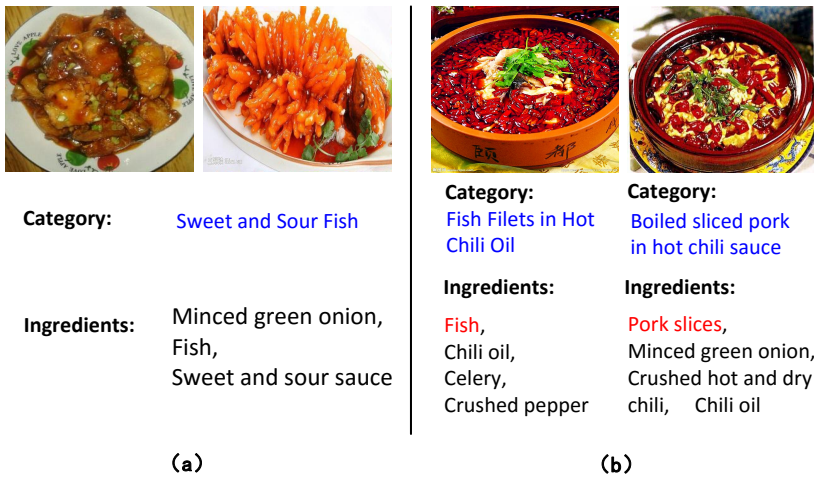 LOVE APPLE
Category:
Sweet and Sour Fish
Ingredients:
Minced green onion,
Fish,
Sweet and sour sauce
(a)
Category:
Fish Filets in Hot
Chili Oil
Ingredients:
Fish,
Chili oil,
Celery,
Crushed pepper
Category:
Boiled sliced pork
in hot chili sauce
Ingredients:
Pork slices,
Minced green onion,
Crushed hot and dry
chili, Chili oil
(b)